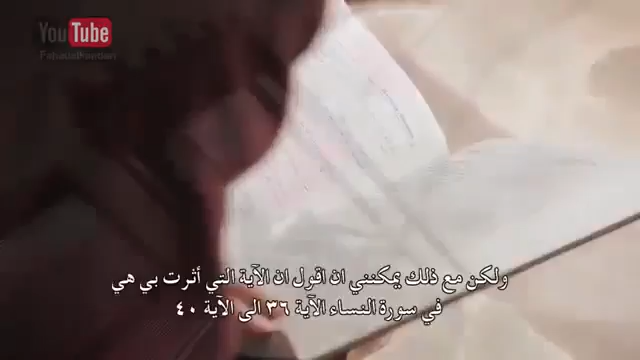 YouTube
FahadalKandari
ولكن مع ذلك يمكنني ان اقول ان الآية التي أثرت بي هي
في سورة النساء الآية ٣٦ الى الآية ٤٠